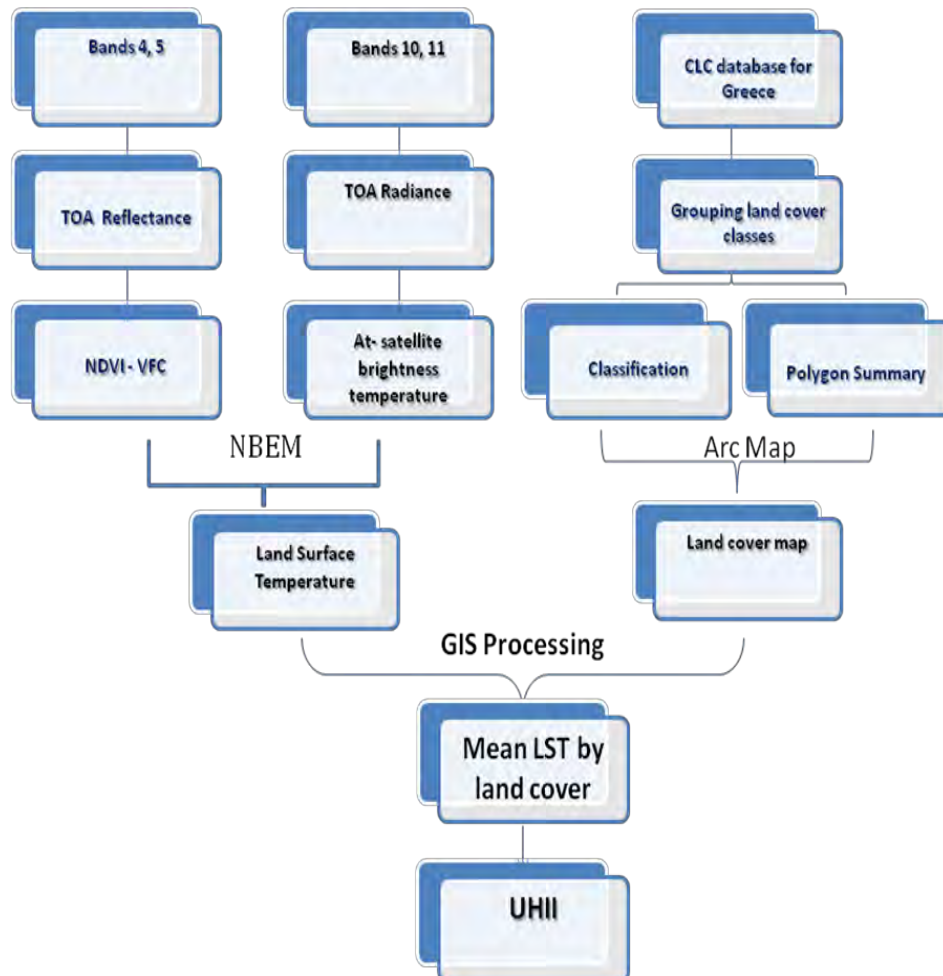 Bands 4, 5
Bands 10, 11
CLC database for
Greece
TOA Reflectance
TOA Radiance
Grouping land cover
classes
NDVI - VFC
At- satellite
brightness
temperature
Classification
Polygon Summary
NBEM
Arc Map
Land Surface
Temperature
Land cover map
GIS Processing
Mean LST by
land cover
UHII